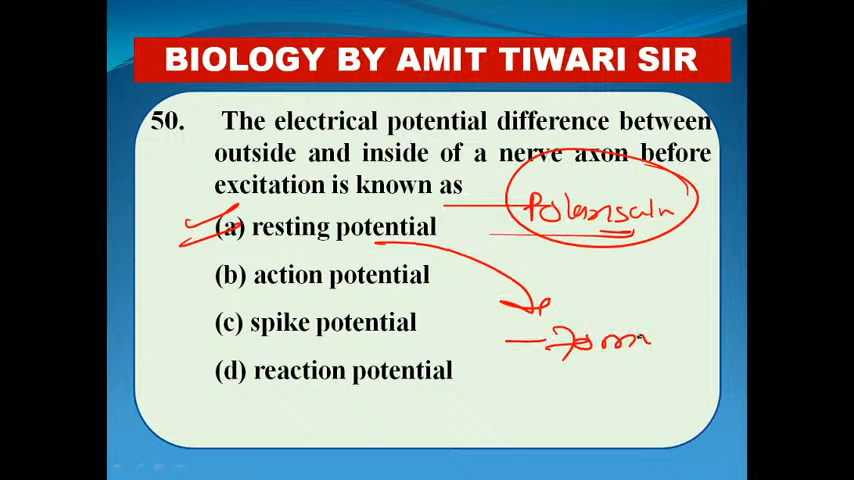 BIOLOGY BY AMIT TIWARI SIR
50. The electrical potential difference between
outside and inside of a nerve axon before
excitation is known as
(a) resting potential
(b) action potential
(c) spike potential
(d) reaction potential